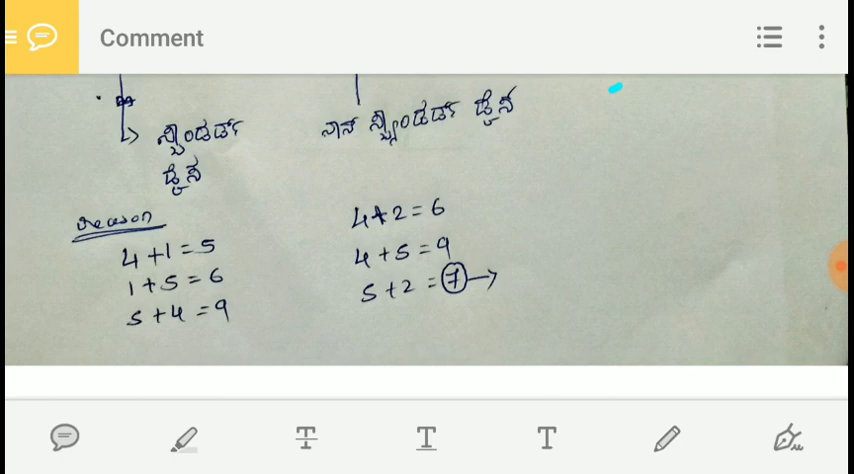 Comment
ಸ್ಟ್ಯಾಂಡರ್ಡ್ ನಾನ್ ಸ್ಟ್ಯಾಂಡರ್ಡ್ ಡೈಸ್
ಡೈಸ್
Reason
4+2=6
4+1=5
4+5=9
1+5=6
5+2=7
5+4=9
T T T